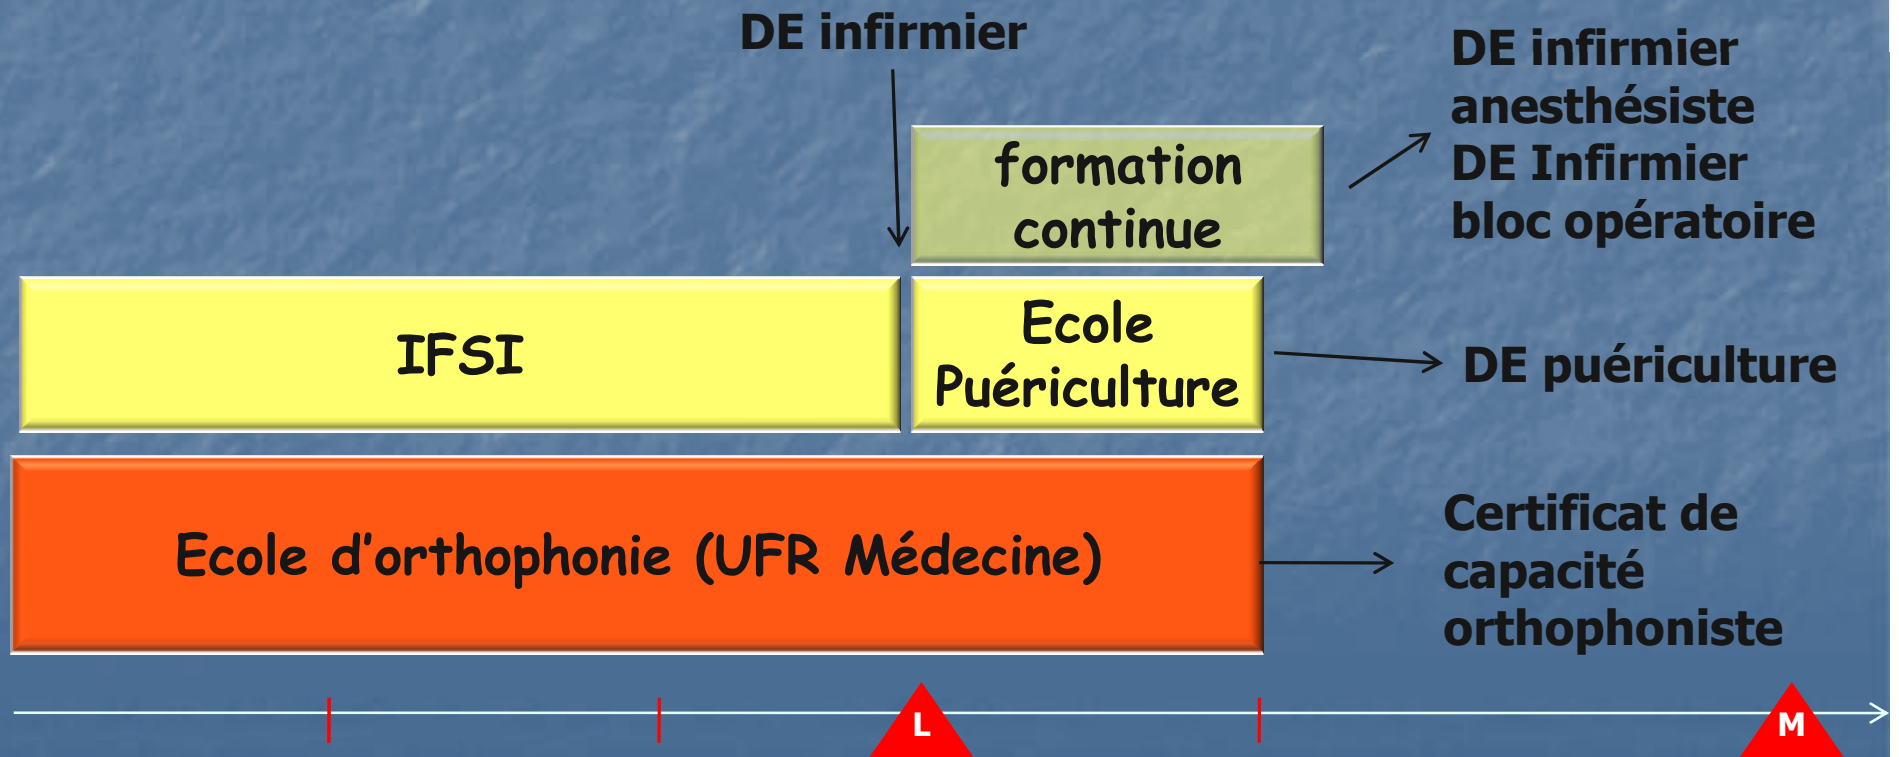 DE infirmier
DE infirmier
anesthésiste
DE Infirmier
bloc opératoire
formation
continue
IFSI
Ecole
Puériculture
DE puériculture
Ecole d’orthophonie (UFR Médecine)
Certificat de
capacité
orthophoniste
L
M